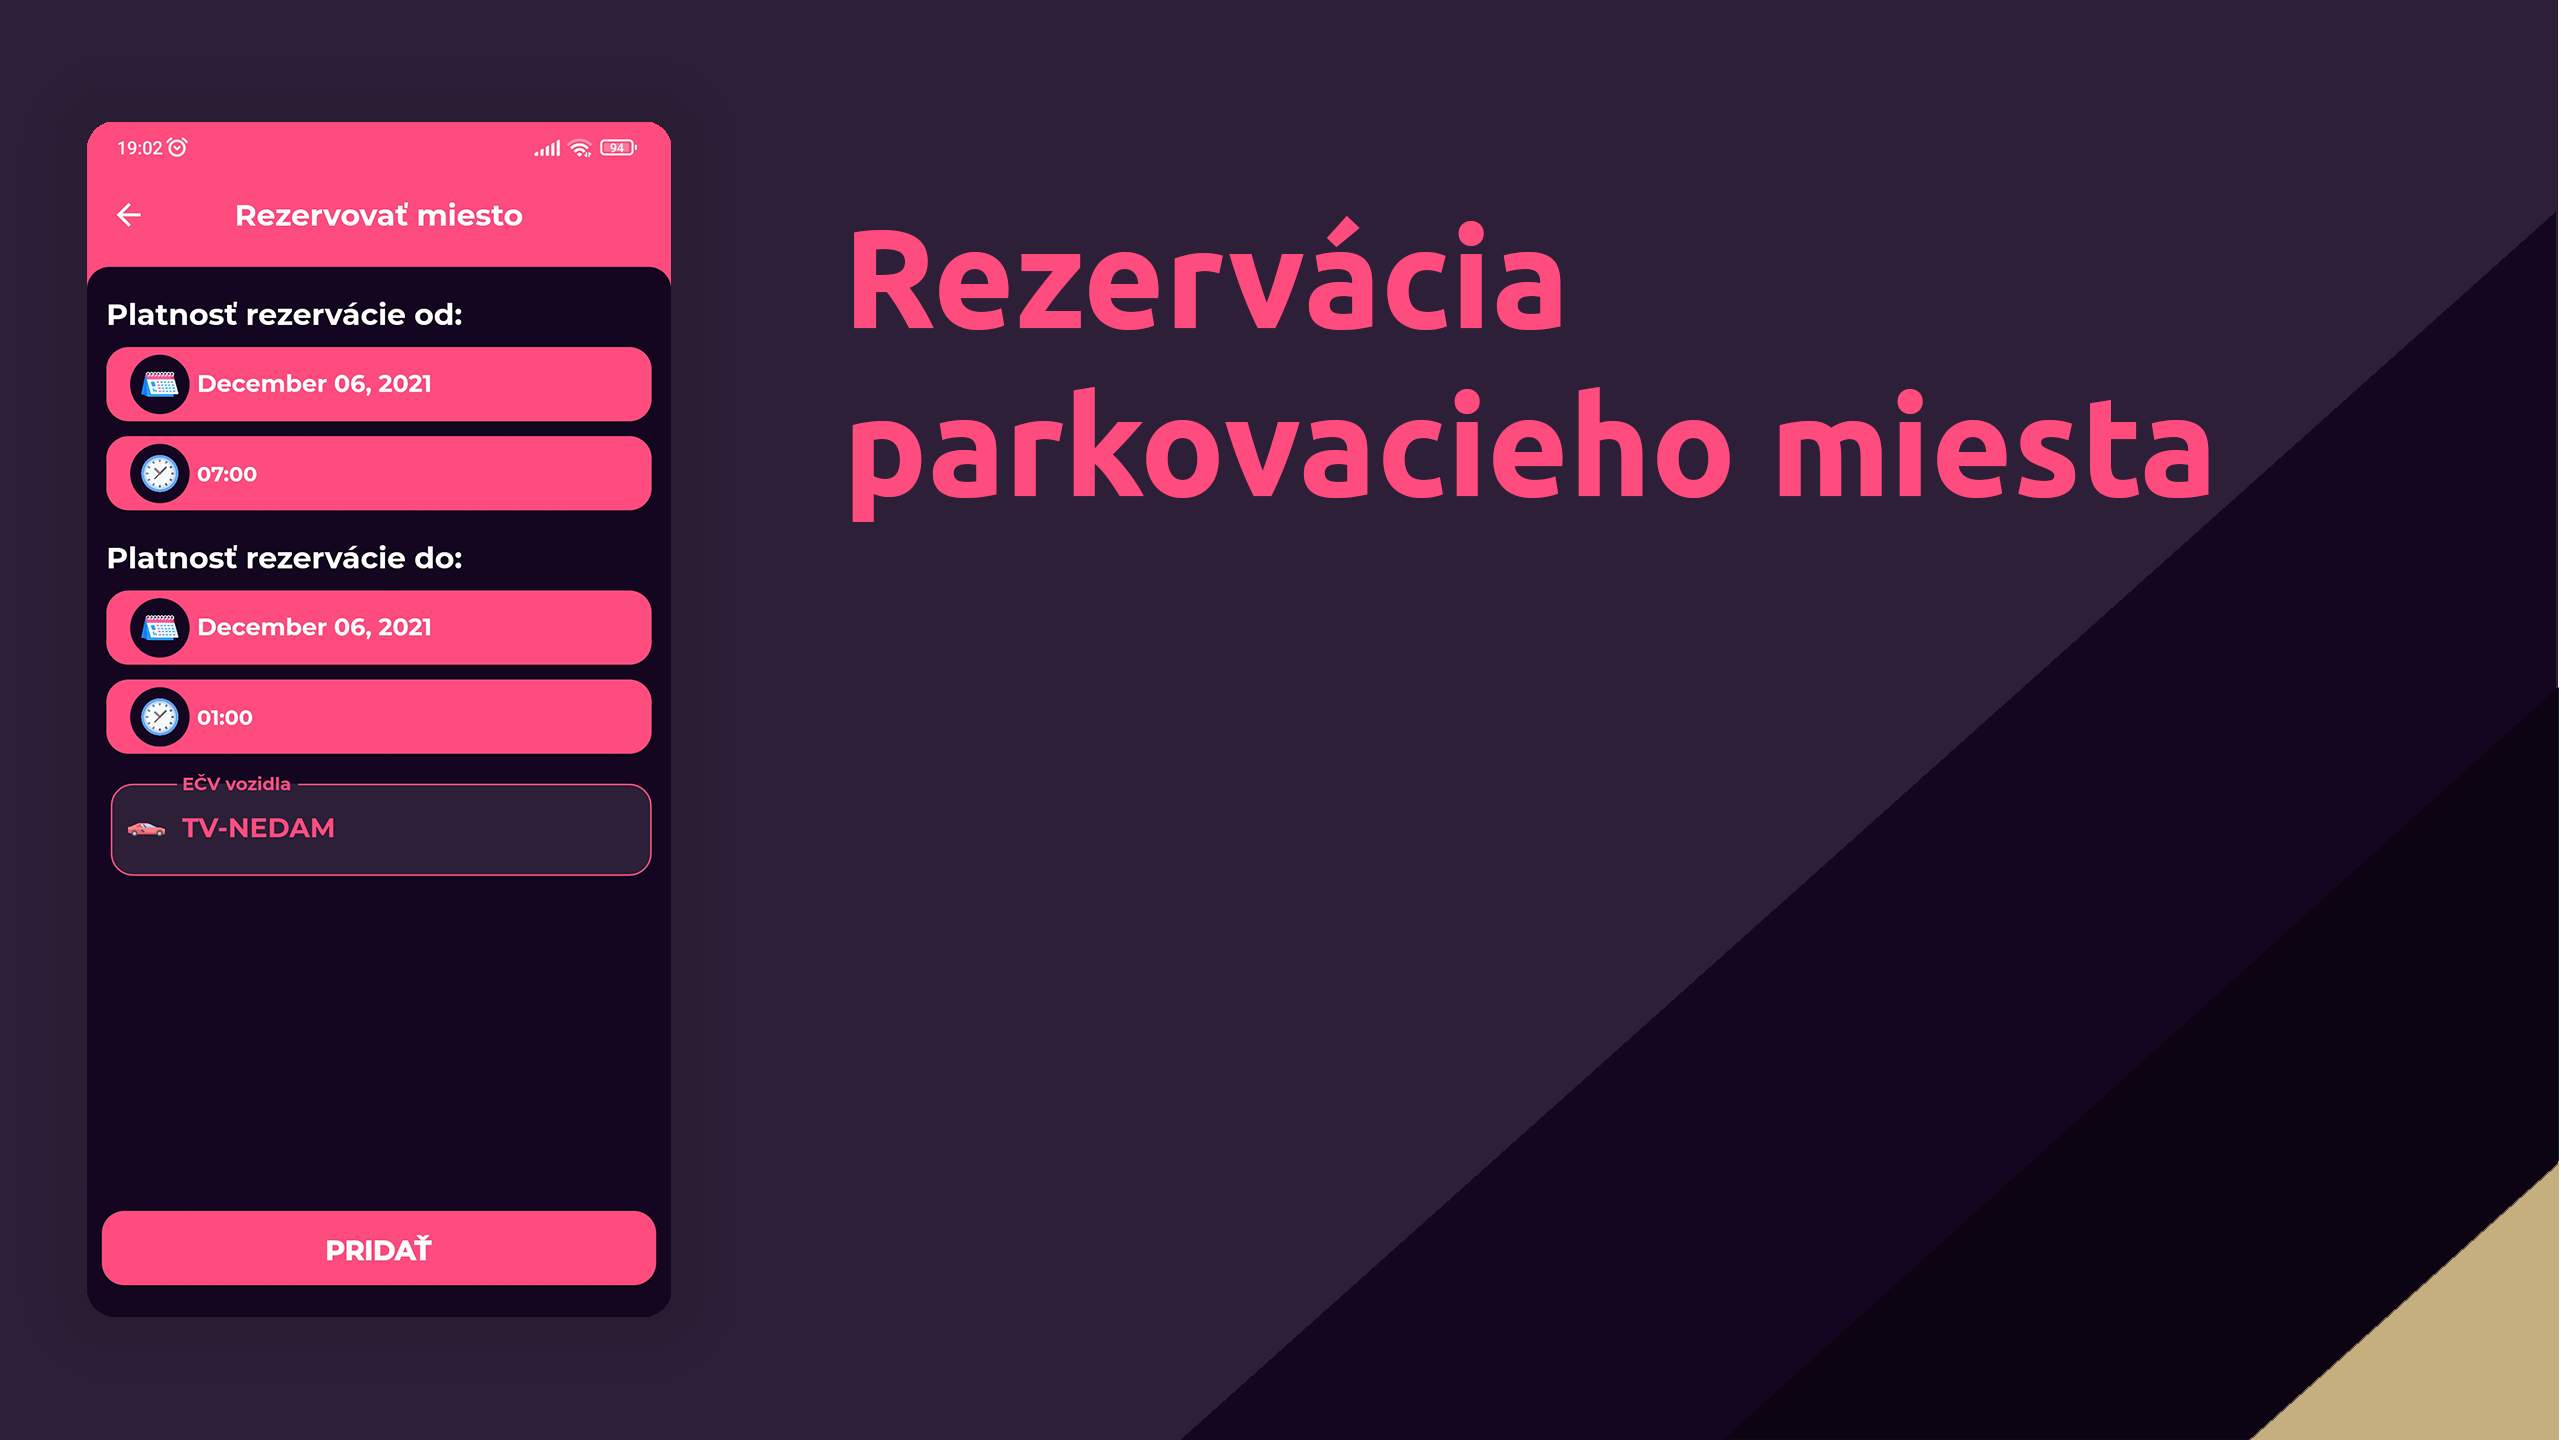 19:02
94
Rezervovať miesto
Platnosť rezervácie od:
December 06, 2021
07:00
Platnosť rezervácie do:
December 06, 2021
01:00
EČV vozidla
TV-NEDAM
PRIDAŤ
Rezervácia
parkovacieho miesta